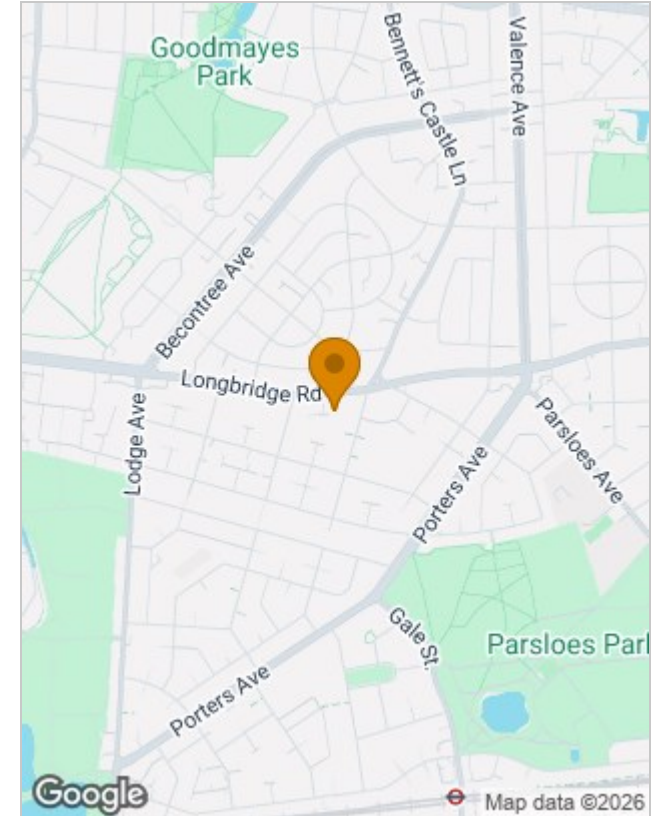 Goodmayes
Park
Bennett's Castle Ln
Valence Ave
Becontree Ave
Longbridge Rd
Lodge Ave
Parsloes Ave
Porters Ave
Gale St.
Parsloes Parl
Porters Ave
Google
Map data ©2026